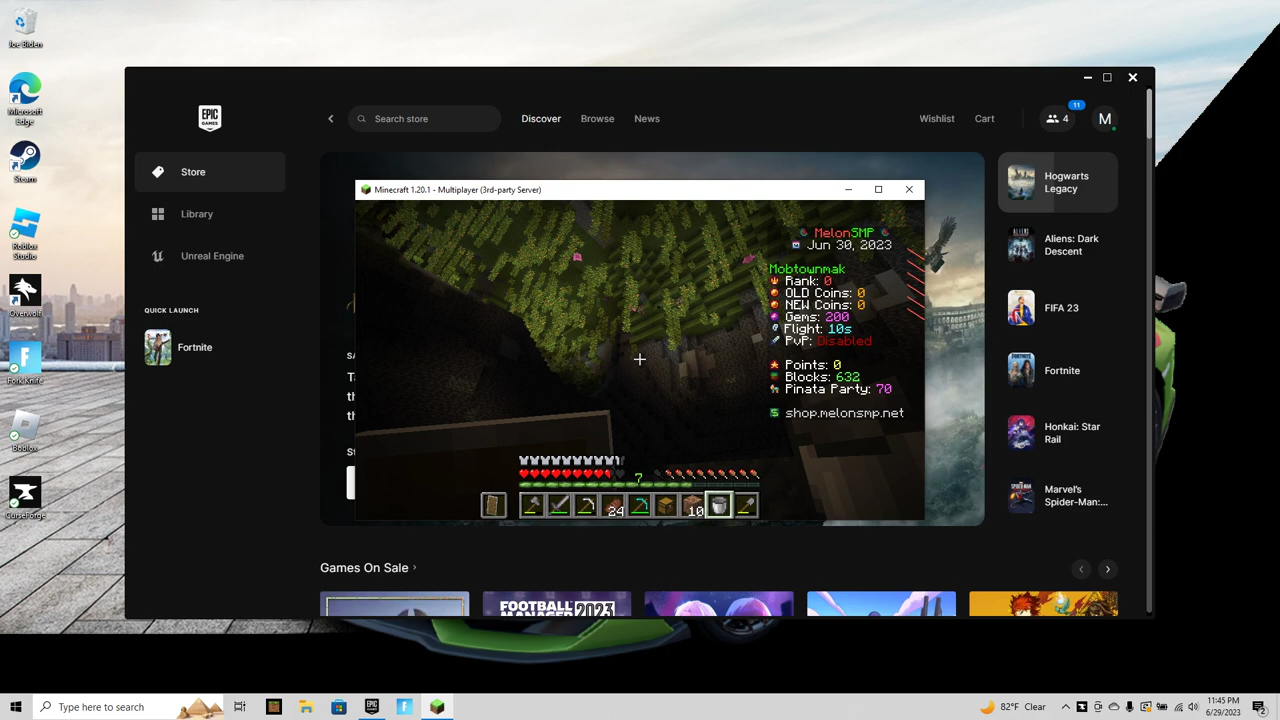 Joe Biden
Microsoft
Edge
Steam
Roblox
Studio
Overwolf
Fork Knife
Roblox
CurseForge
EPIC
GAMES
Search store
Discover
Browse
News
Wishlist
Cart
11
4
M
Store
Library
Unreal Engine
QUICK LAUNCH
Fortnite
Minecraft 1.20.1 - Multiplayer (3rd-party Server)
MelonSMP
Jun 30, 2023
Mobtownmak
Rank: 0
OLD Coins: 0
NEW Coins: 0
Gems: 200
Flight: 10s
PvP: Disabled
Points: 0
Blocks: 632
Pinata Party: 70
shop.melonsmp.net
7
24
10
Hogwarts
Legacy
Aliens: Dark
Descent
FIFA 23
Fortnite
Honkai: Star
Rail
Marvel's
Spider-Man:...
Games On Sale
FOOTBALL
MANAGER 2023
Type here to search
82°F Clear
11:45 PM
6/29/2023
2